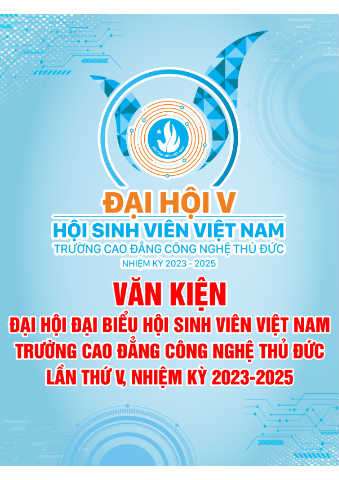 ĐẠI HỘI V
HỘI SINH VIÊN VIỆT NAM
TRƯỜNG CAO ĐẲNG CÔNG NGHỆ THỦ ĐỨC
NHIỆM KỲ 2023 - 2025
VĂN KIỆN
ĐẠI HỘI ĐẠI BIỂU HỘI SINH VIÊN VIỆT NAM
TRƯỜNG CAO ĐẲNG CÔNG NGHỆ THỦ ĐỨC
LẦN THỨ V, NHIỆM KỲ 2023-2025